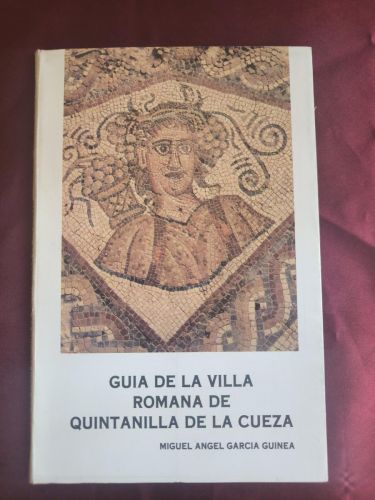 GUIA DE LA VILLA
ROMANA DE
QUINTANILLA DE LA CUEZA
MIGUEL ANGEL GARCIA GUINEA